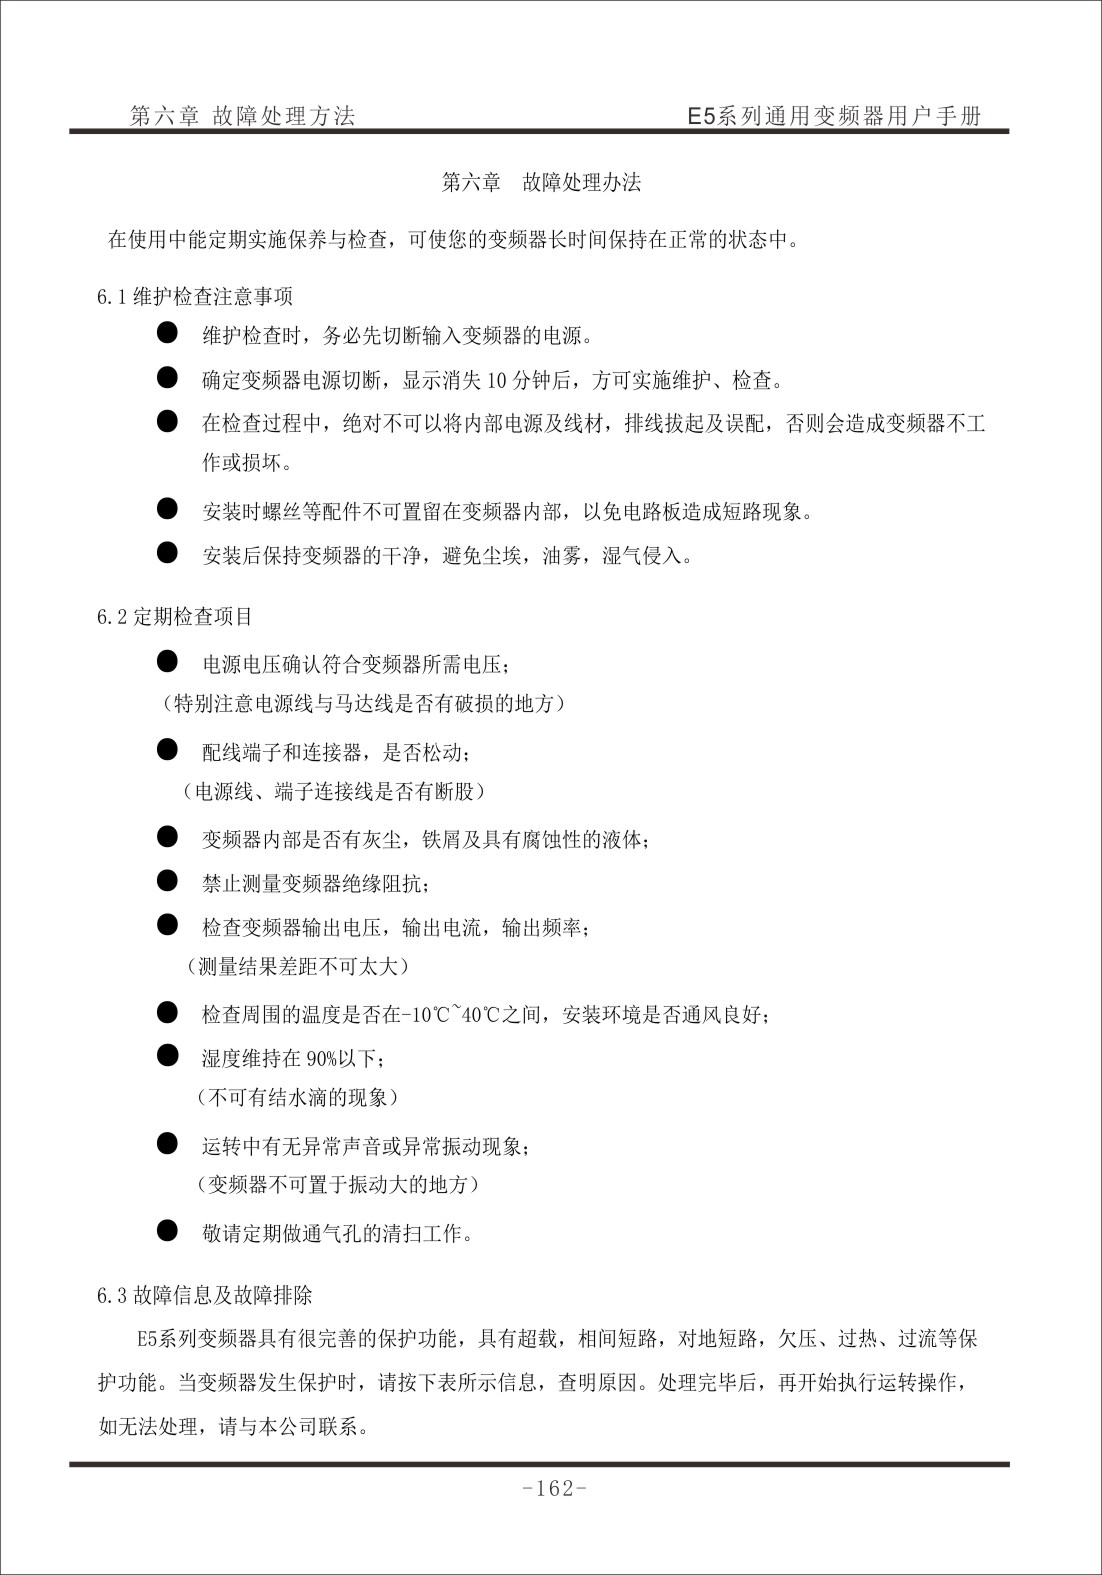 第六章 故障处理方法 E5系列通用变频器用户手册
第六章 故障处理办法
在使用中能定期实施保养与检查，可使您的变频器长时间保持在正常的状态中。
6.1 维护检查注意事项
● 维护检查时，务必先切断输入变频器的电源。
● 确定变频器电源切断，显示消失 10 分钟后，方可实施维护、检查。
● 在检查过程中，绝对不可以将内部电源及线材，排线拔起及误配，否则会造成变频器不工
作或损坏。
● 安装时螺丝等配件不可置留在变频器内部，以免电路板造成短路现象。
● 安装后保持变频器的干净，避免尘埃，油雾，湿气侵入。
6.2 定期检查项目
● 电源电压确认符合变频器所需电压；
（特别注意电源线与马达线是否有破损的地方）
● 配线端子和连接器，是否松动；
（电源线、端子连接线是否有断股）
● 变频器内部是否有灰尘，铁屑及具有腐蚀性的液体；
● 禁止测量变频器绝缘阻抗；
● 检查变频器输出电压，输出电流，输出频率；
（测量结果差距不可太大）
● 检查周围的温度是否在-10℃~40℃之间，安装环境是否通风良好；
● 湿度维持在 90%以下；
（不可有结水滴的现象）
● 运转中有无异常声音或异常振动现象；
（变频器不可置于振动大的地方）
● 敬请定期做通气孔的清扫工作。
6.3 故障信息及故障排除
E5系列变频器具有很完善的保护功能，具有超载，相间短路，对地短路，欠压、过热、过流等保
护功能。当变频器发生保护时，请按下表所示信息，查明原因。处理完毕后，再开始执行运转操作，
如无法处理，请与本公司联系。
-162-